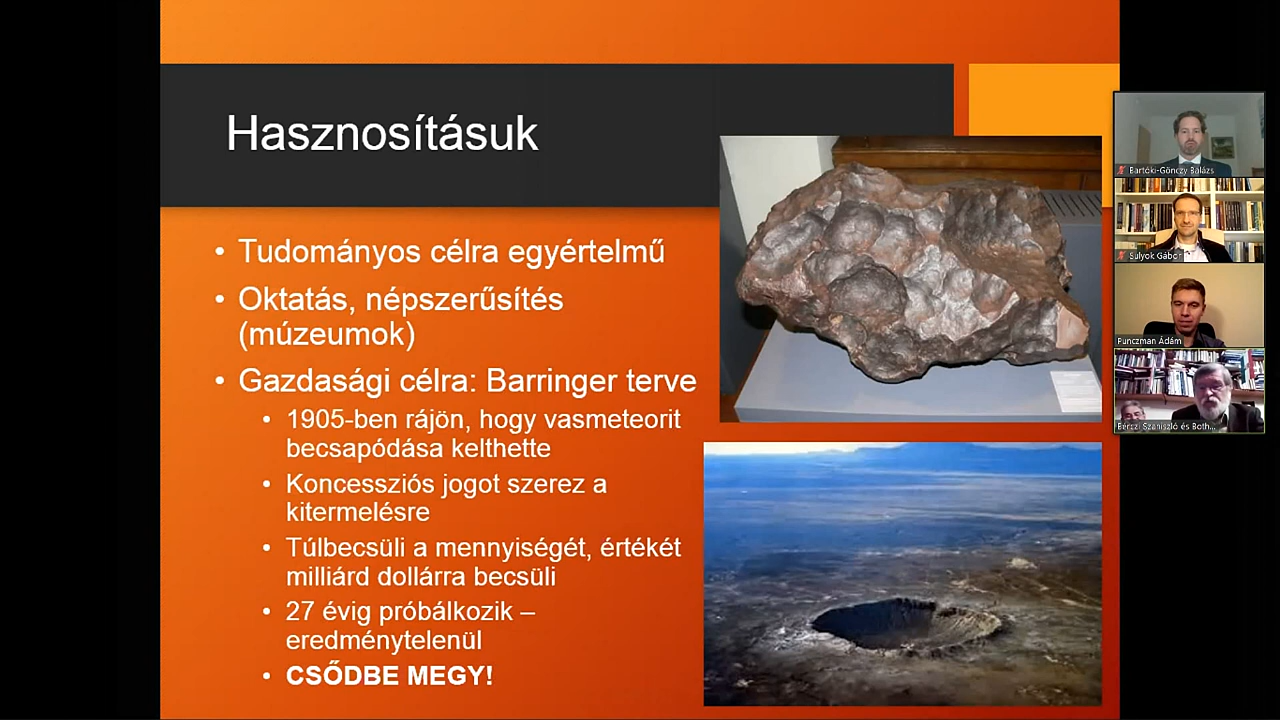 Hasznosításuk
• Tudományos célra egyértelmű
• Oktatás, népszerűsítés
(múzeumok)
• Gazdasági célra: Barringer terve
• 1905-ben rájön, hogy vasmeteorit
becsapódása kelthette
• Koncessziós jogot szerez a
kitermelésre
• Túlbecsüli a mennyiségét, értékét
milliárd dollárra becsüli
• 27 évig próbálkozik –
eredménytelenül
• CSŐDBE MEGY!
Bartóki-Gönczy Balázs
Sulyok Gábor
Punczman Ádám
Bérczi Szaniszló és Both...